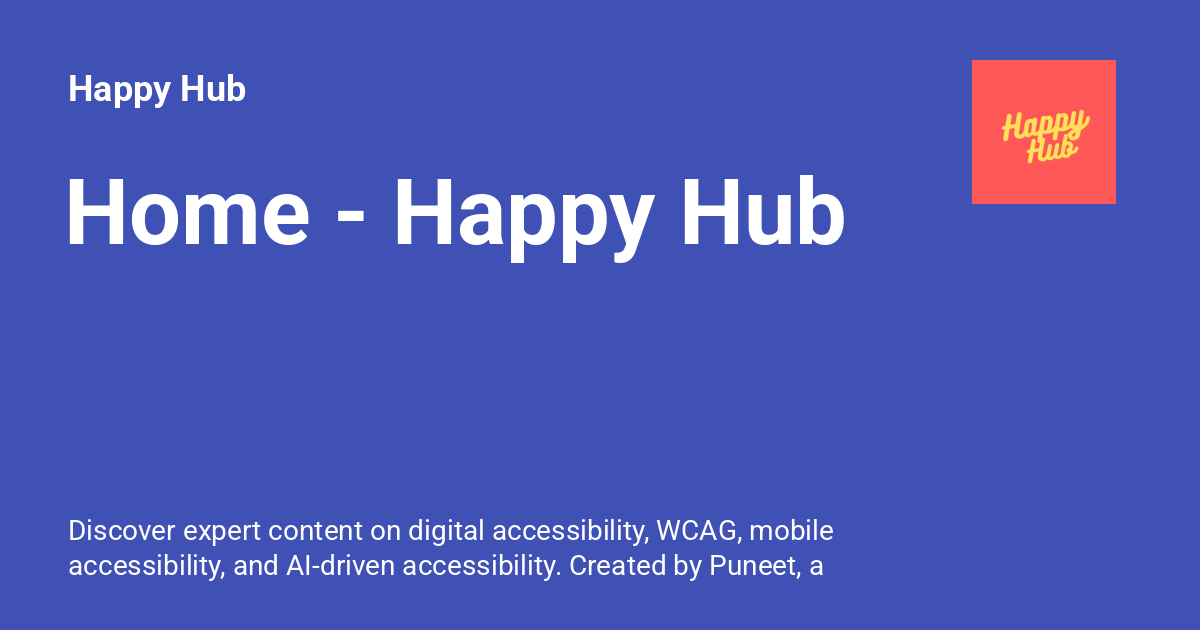 Happy Hub
Happy
Hub
Home - Happy Hub
Discover expert content on digital accessibility, WCAG, mobile
accessibility, and AI-driven accessibility. Created by Puneet, a